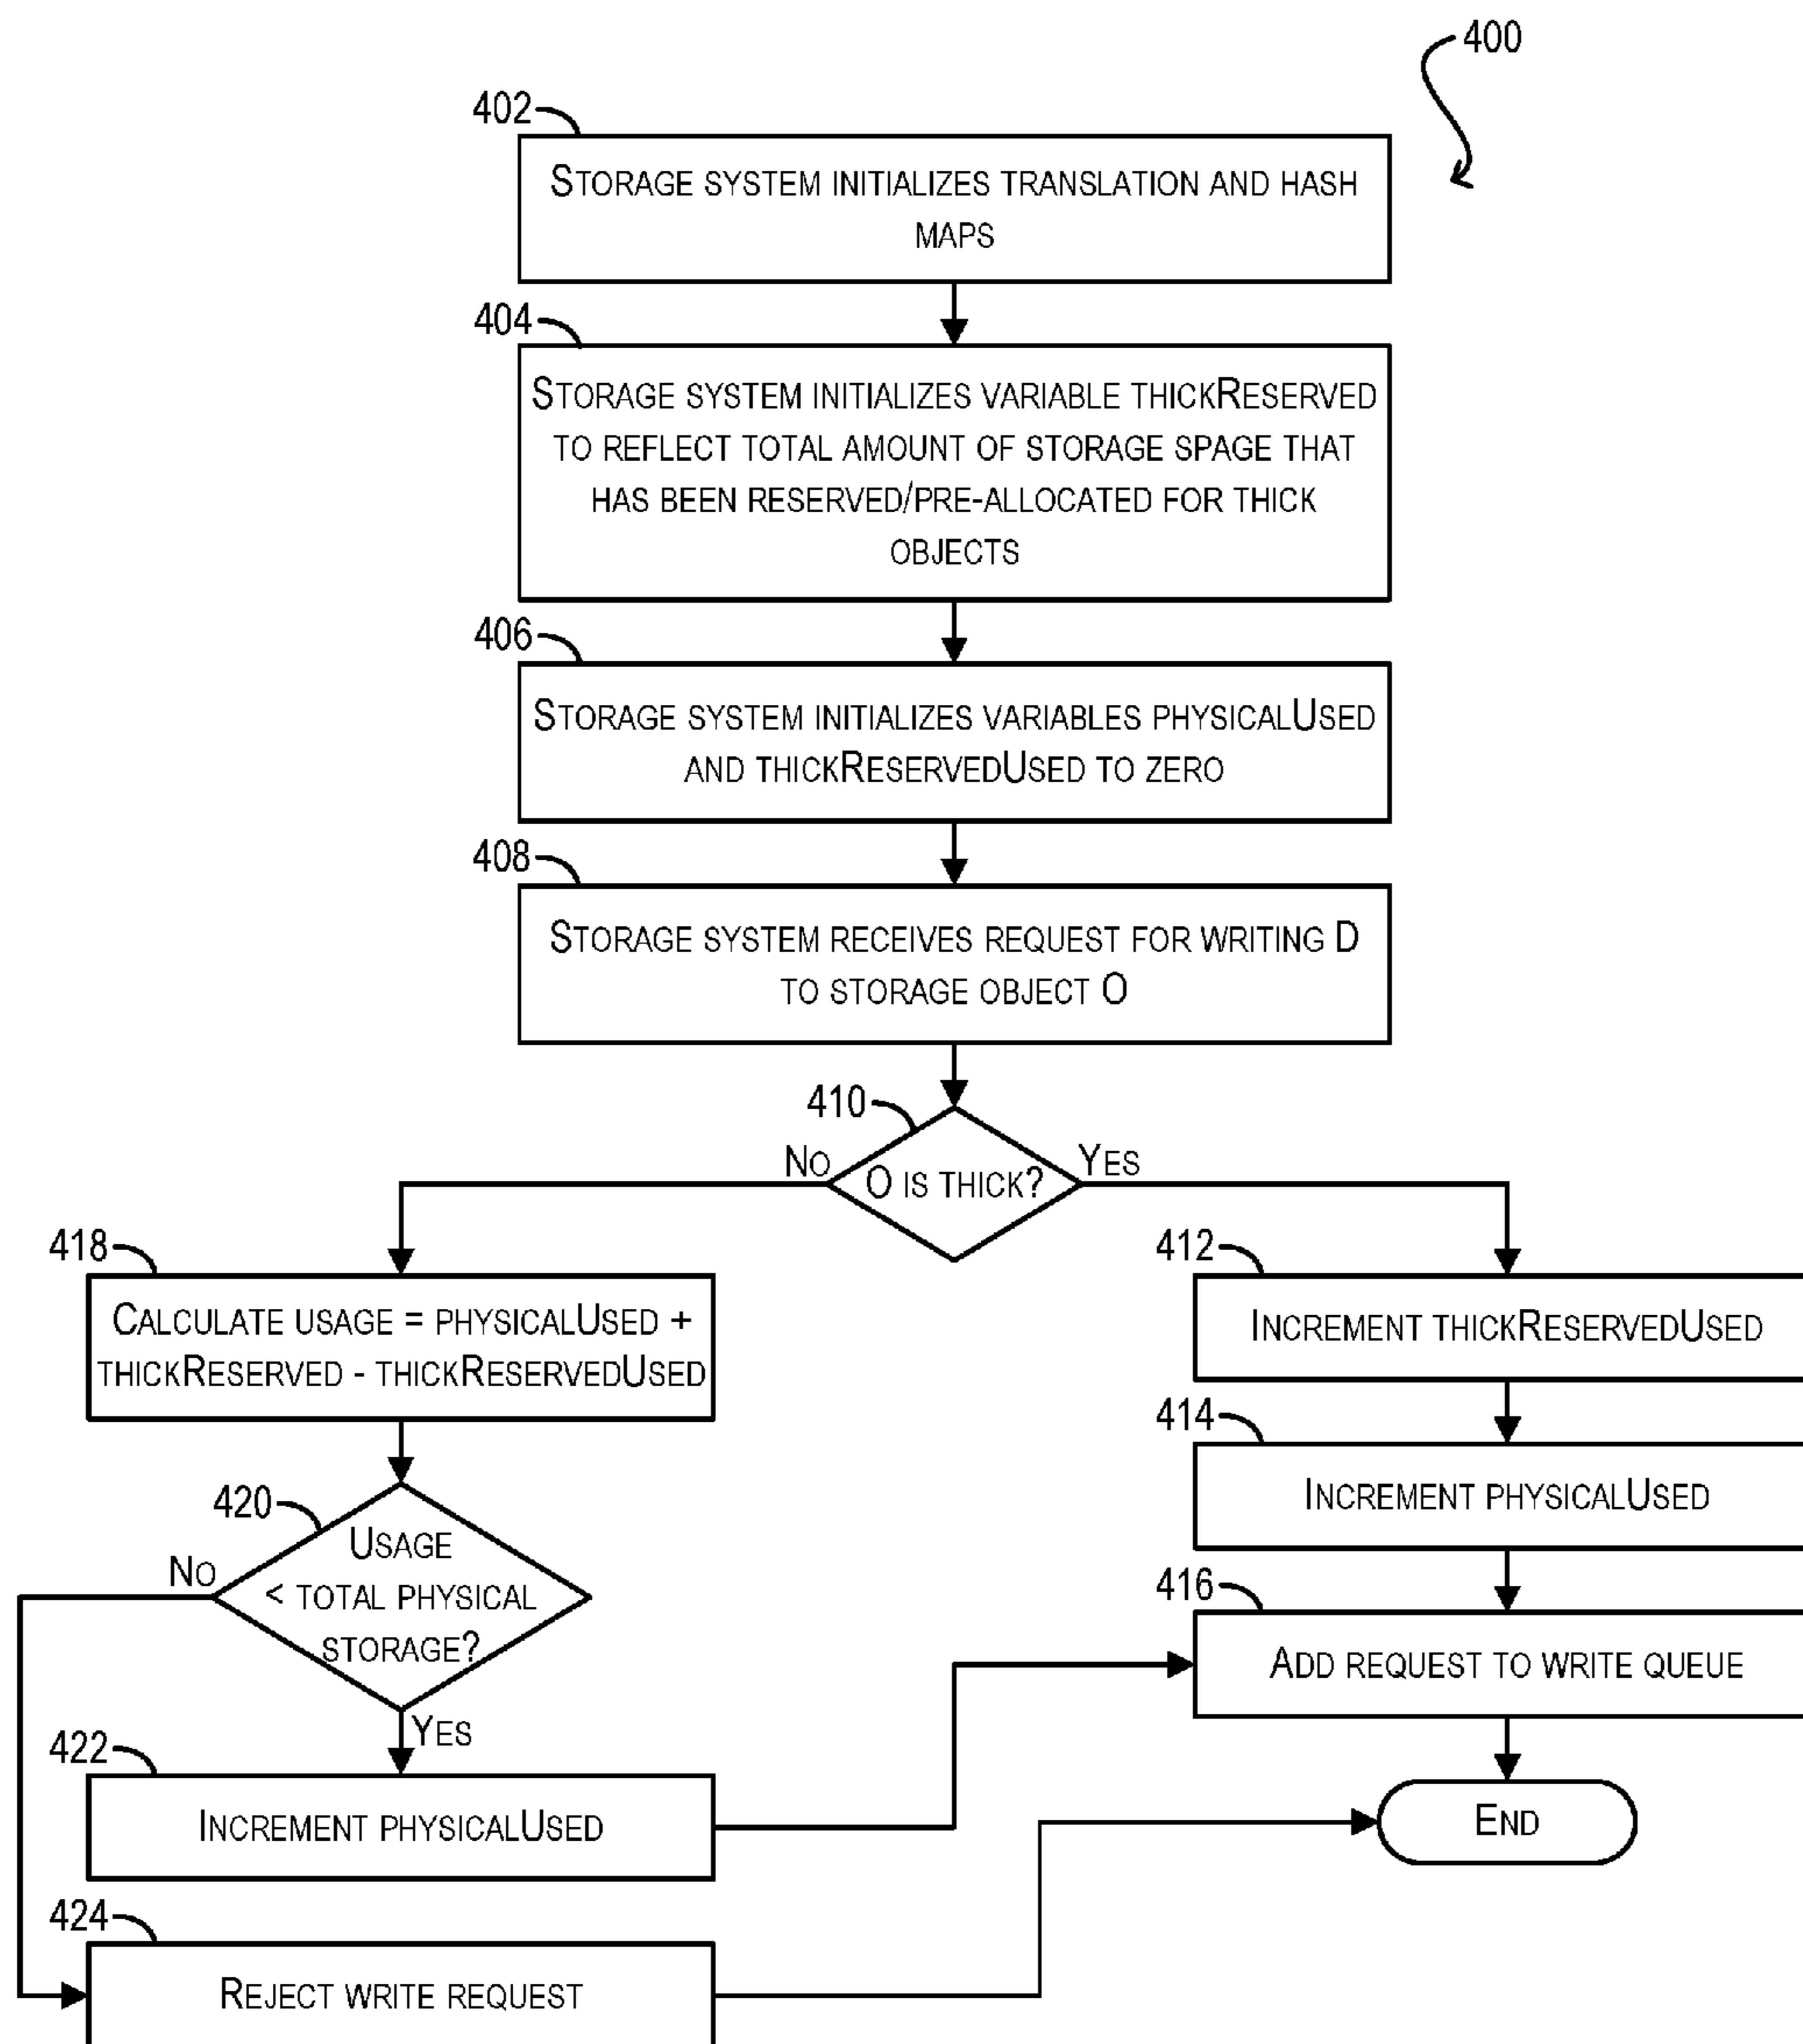 400
402
Storage system initializes translation and hash
maps
404
Storage system initializes variable thickReserved
to reflect total amount of storage spage that
has been reserved/pre-allocated for thick
objects
406
Storage system initializes variables physicalUsed
and thickReservedUsed to zero
408
Storage system receives request for writing D
to storage object O
410
No
O is thick?
Yes
418
Calculate usage = physicalUsed +
thickReserved - thickReservedUsed
412
Increment thickReservedUsed
414
Increment physicalUsed
420
Usage
< total physical
storage?
No
Yes
416
Add request to write queue
422
Increment physicalUsed
End
424
Reject write request